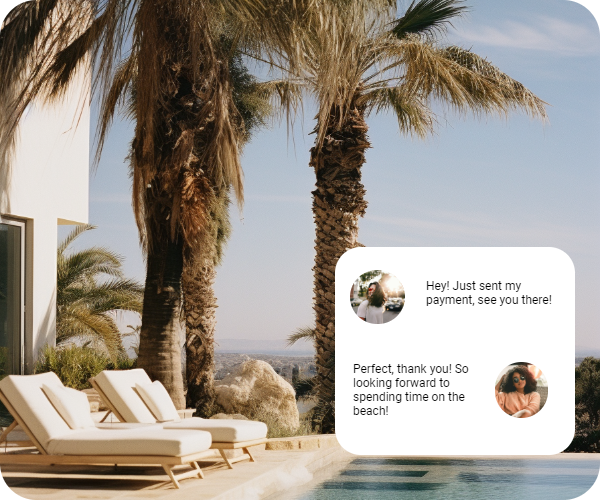 Hey! Just sent my
payment, see you there!
Perfect, thank you! So
looking forward to
spending time on the
beach!